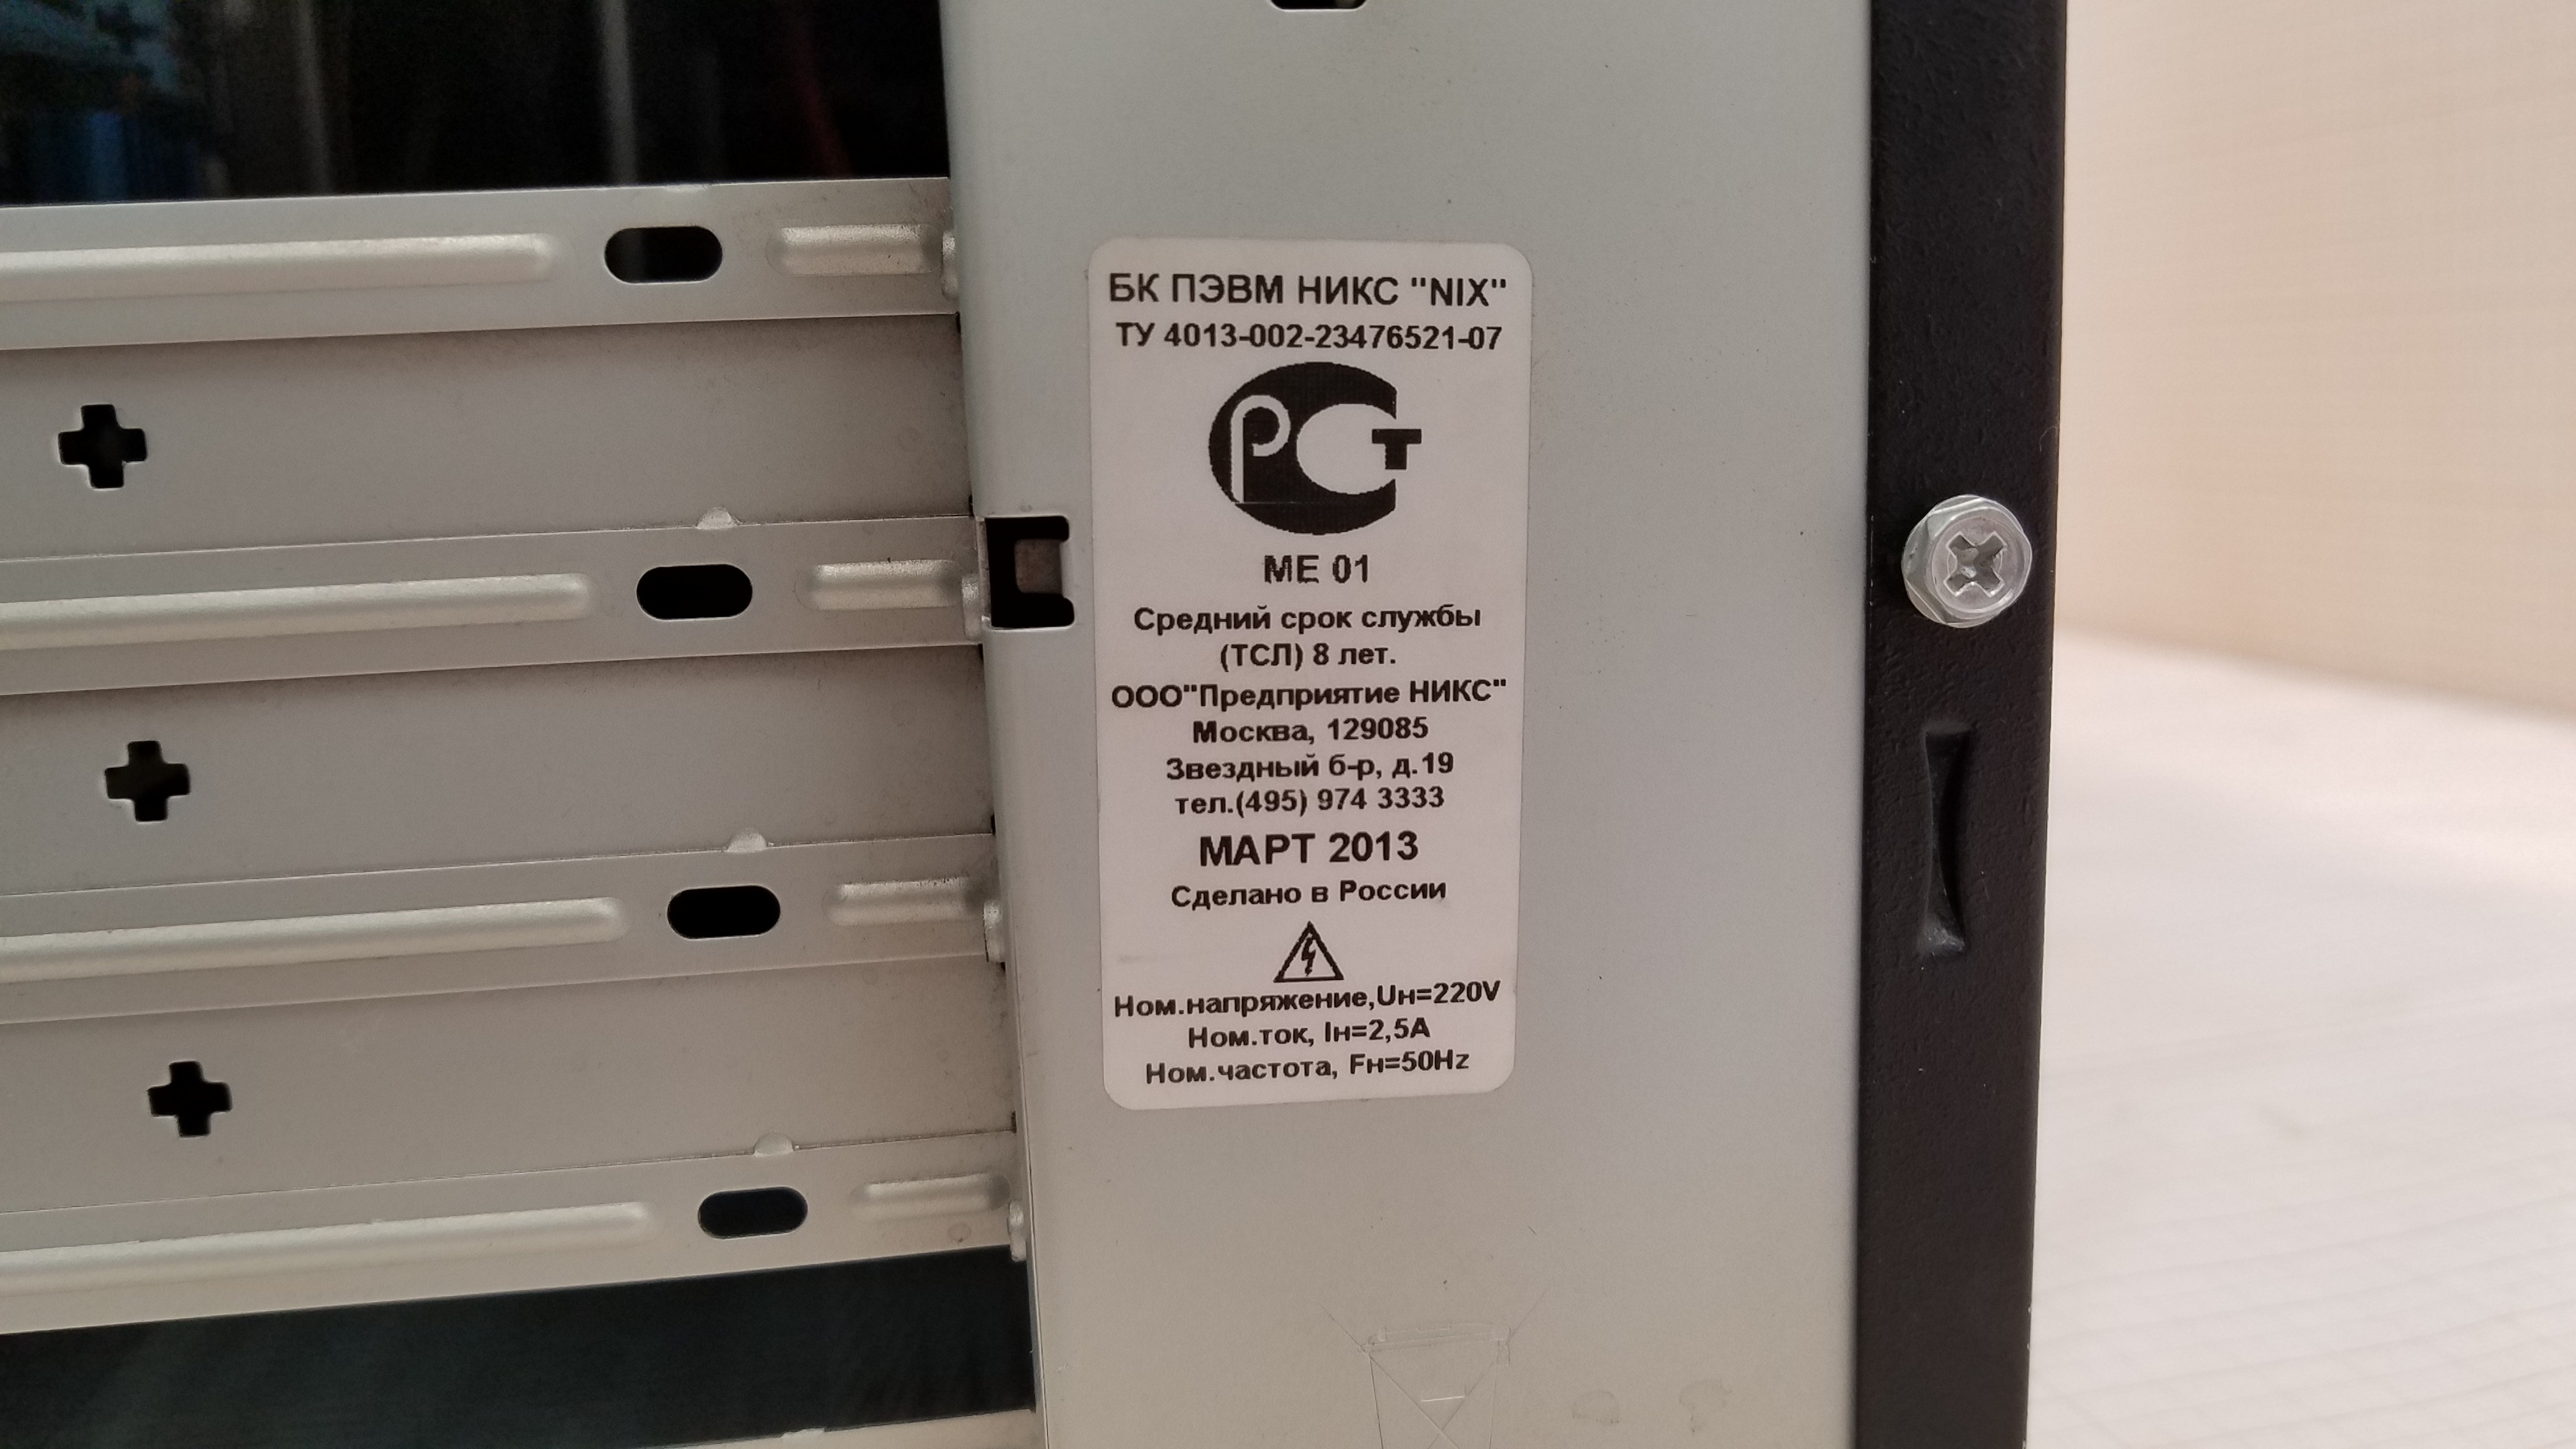 БК ПЭВМ НИКС "NIX"
ТУ 4013-002-23476521-07
РСТ
МЕ 01
Средний срок службы
(ТСЛ) 8 лет.
ООО"Предприятие НИКС"
Москва, 129085
Звездный б-р, д.19
тел.(495) 974 3333
МАРТ 2013
Сделано в России
Ном.напряжение,Uн=220V
Ном.ток, Iн=2,5А
Ном.частота, Fн=50Hz